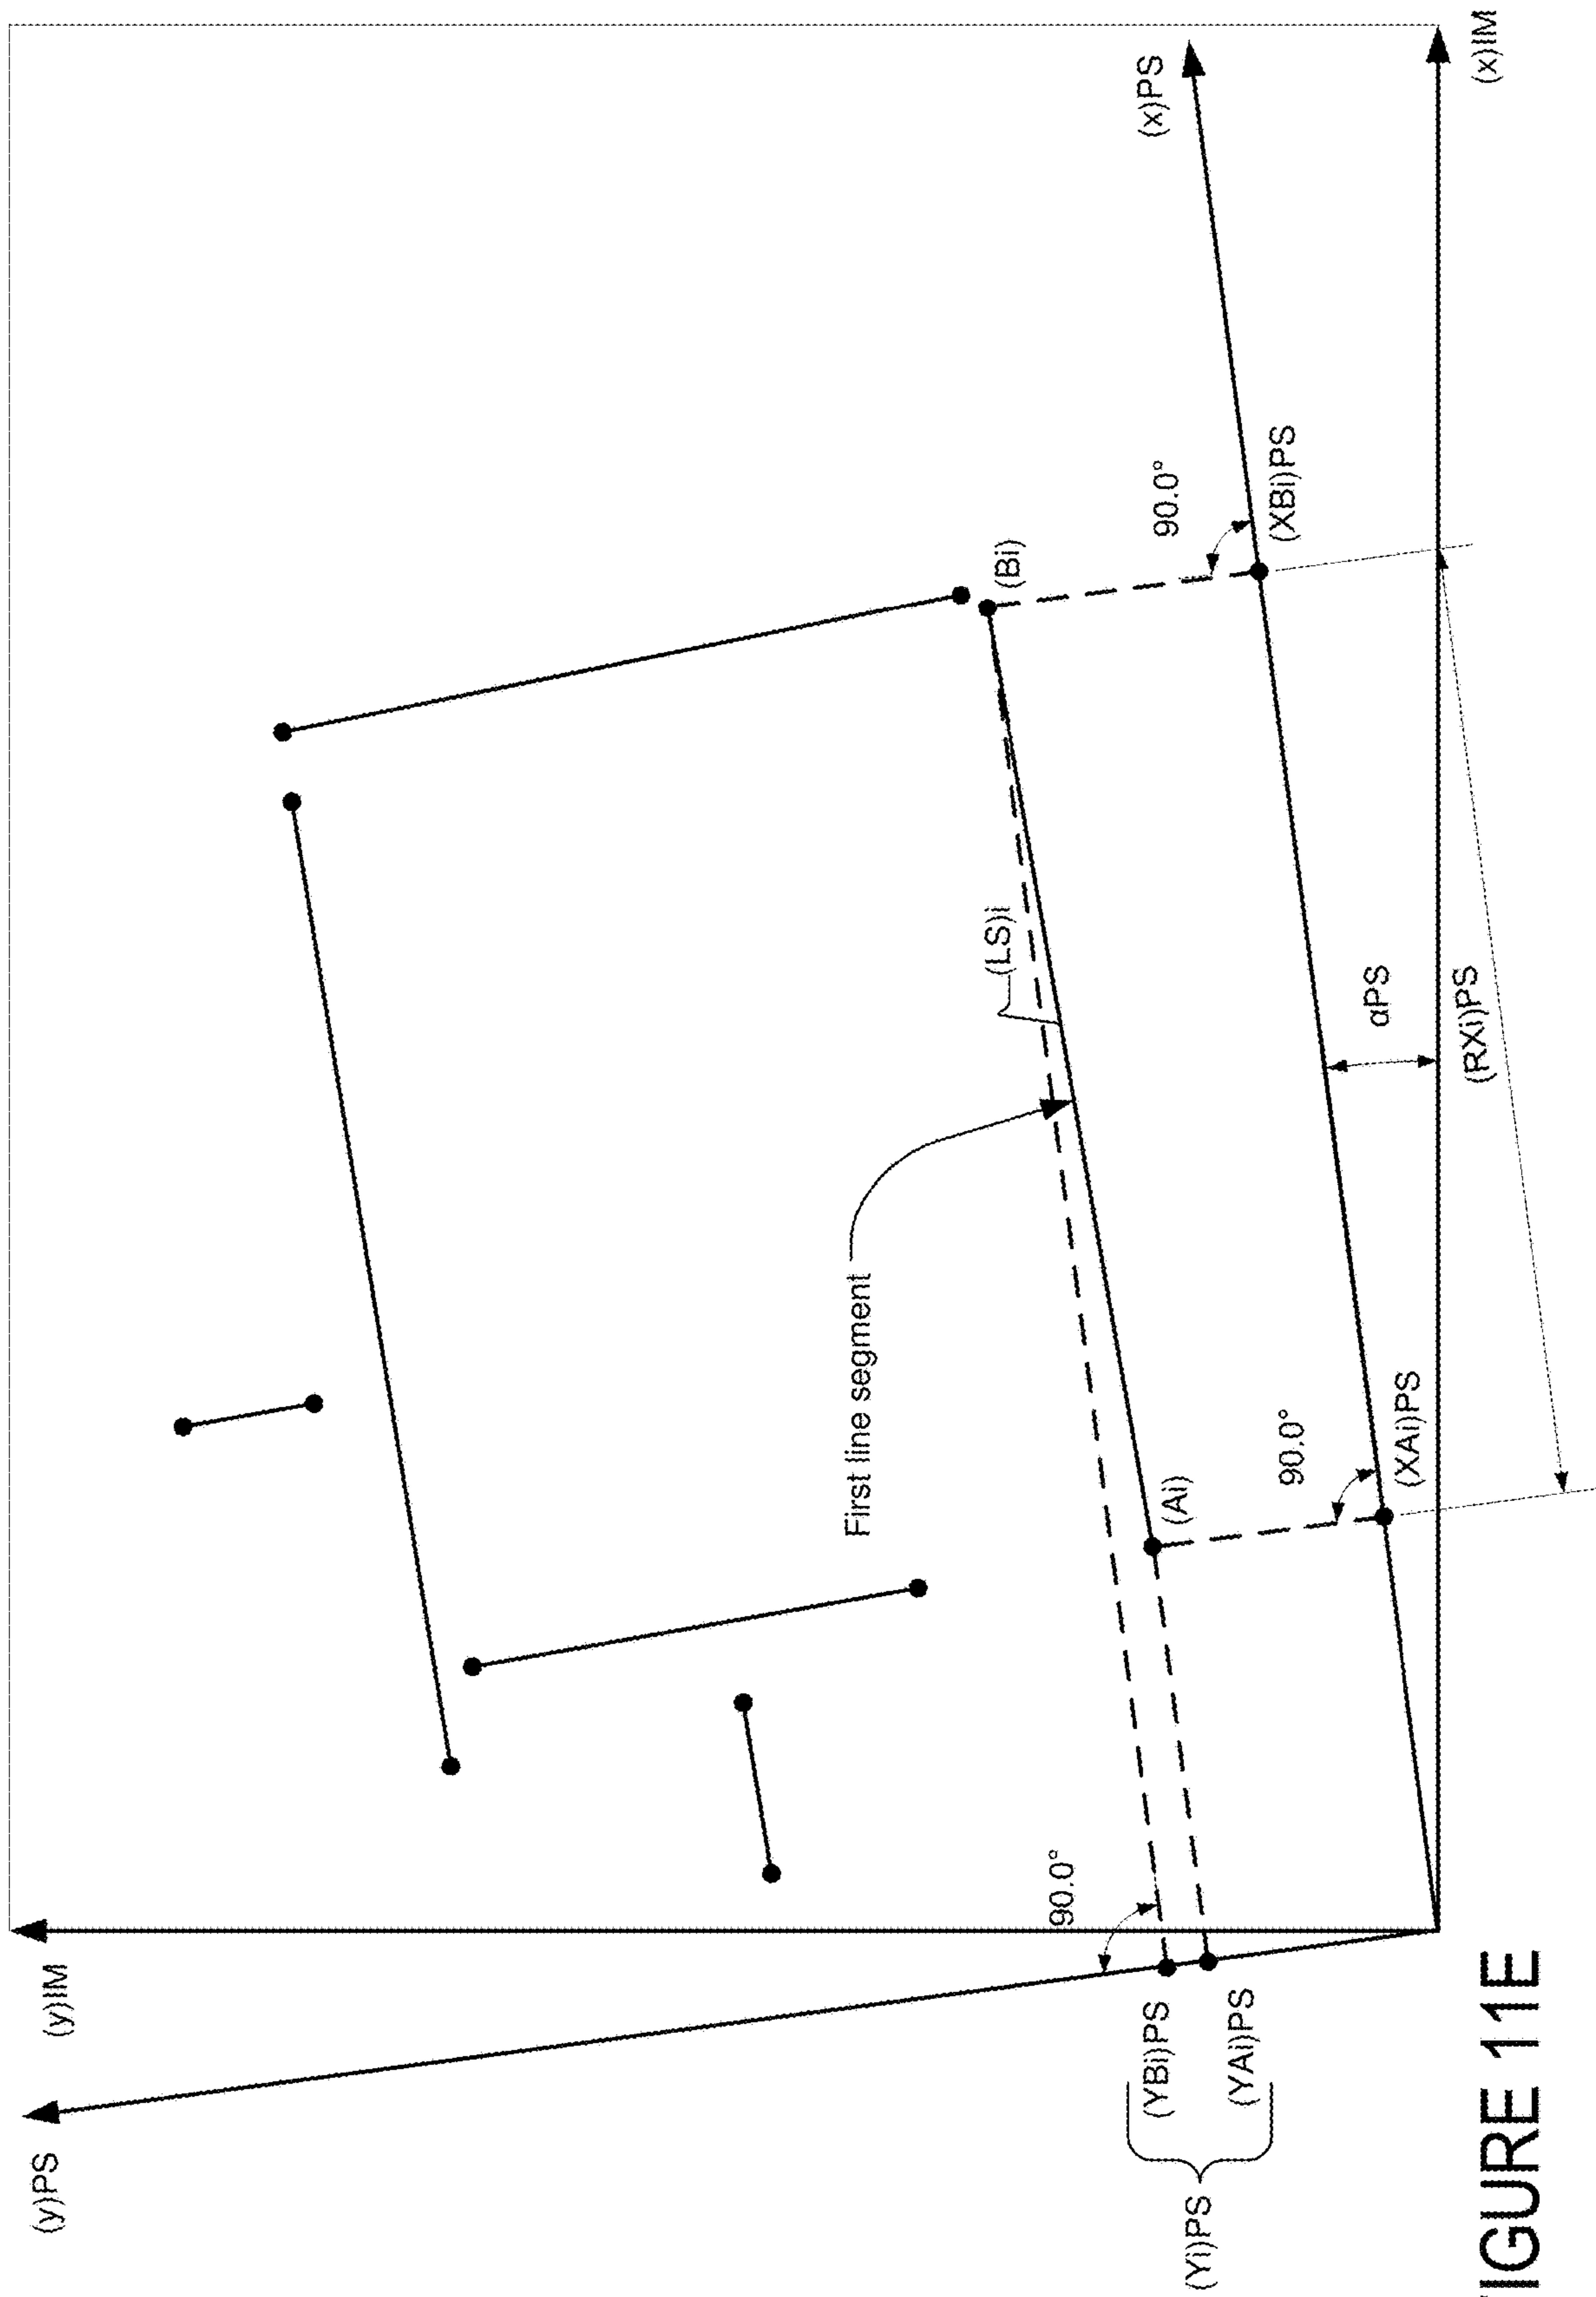 (y)PS
(y)IM
(x)PS
(x)IM
First line segment
(LS)i
(Bi)
(Ai)
90.0°
90.0°
90.0°
(XBi)PS
(XAi)PS
αPS
(RXi)PS
(YBi)PS
(YAi)PS
(Yi)PS
IGURE 11E